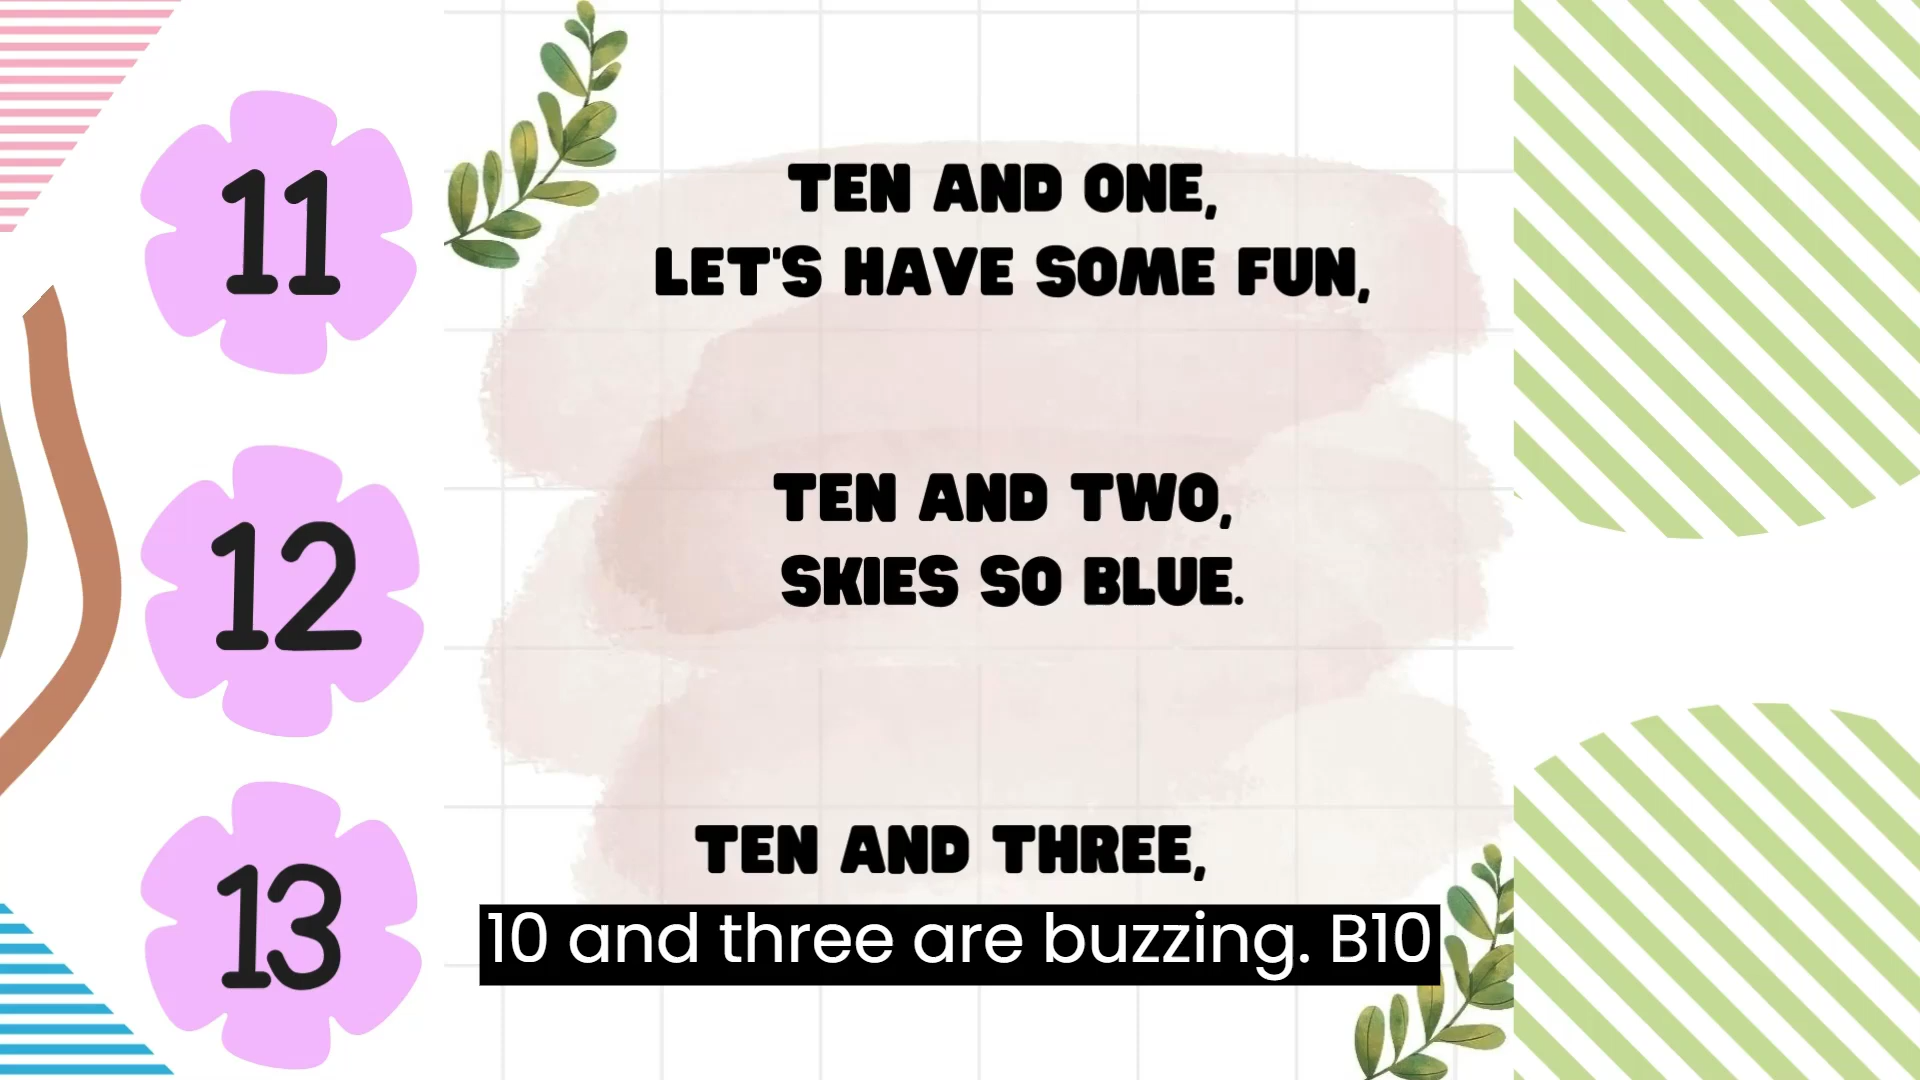 11
TEN AND ONE,
LET'S HAVE SOME FUN,
12
TEN AND TWO,
SKIES SO BLUE.
13
TEN AND THREE,
10 and three are buzzing. B10